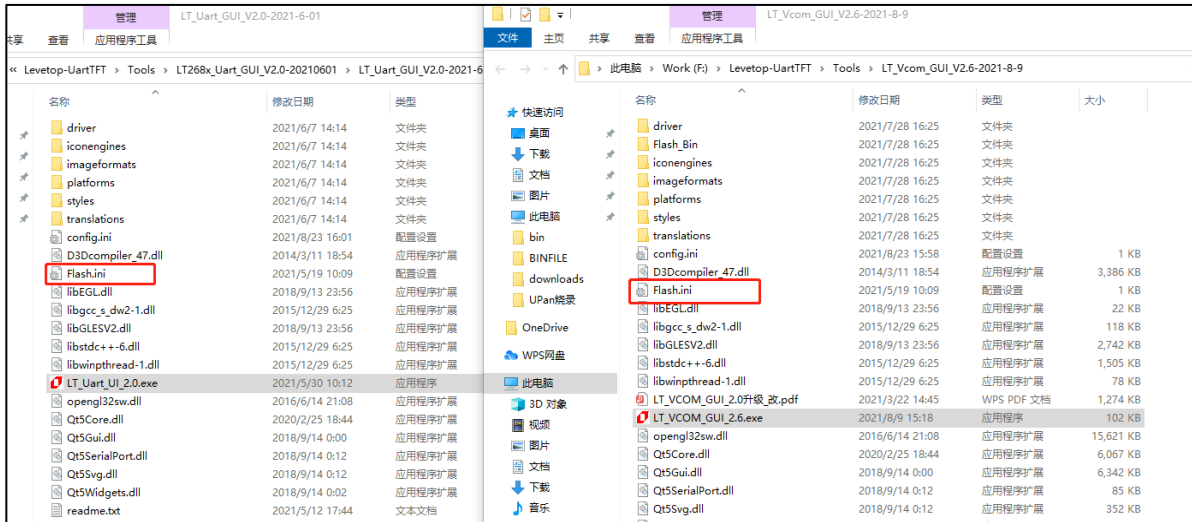 管理
LT_Uart_GUI_V2.0-2021-6-01
共享 查看 应用程序工具
« Levetop-UartTFT › Tools › LT268x_Uart_GUI_V2.0-20210601 › LT_Uart_GUI_V2.0-2021-6
名称 修改日期 类型
driver 2021/6/7 14:14 文件夹
iconengines 2021/6/7 14:14 文件夹
imageformats 2021/6/7 14:14 文件夹
platforms 2021/6/7 14:14 文件夹
styles 2021/6/7 14:14 文件夹
translations 2021/6/7 14:14 文件夹
config.ini 2021/8/23 16:01 配置设置
D3Dcompiler_47.dll 2014/3/11 18:54 应用程序扩展
Flash.ini 2021/5/19 10:09 配置设置
libEGL.dll 2018/9/13 23:56 应用程序扩展
libgcc_s_dw2-1.dll 2015/12/29 6:25 应用程序扩展
libGLESV2.dll 2018/9/13 23:56 应用程序扩展
libstdc++-6.dll 2015/12/29 6:25 应用程序扩展
libwinpthread-1.dll 2015/12/29 6:25 应用程序扩展
LT_Uart_UI_2.0.exe 2021/5/30 10:12 应用程序
opengl32sw.dll 2016/6/14 21:08 应用程序扩展
Qt5Core.dll 2020/2/25 18:44 应用程序扩展
Qt5Gui.dll 2018/9/14 0:00 应用程序扩展
Qt5SerialPort.dll 2018/9/14 0:12 应用程序扩展
Qt5Svg.dll 2018/9/14 0:12 应用程序扩展
Qt5Widgets.dll 2018/9/14 0:02 应用程序扩展
readme.txt 2021/5/12 17:44 文本文档
管理
LT_Vcom_GUI_V2.6-2021-8-9
文件 主页 共享 查看 应用程序工具
› 此电脑 › Work (F:) › Levetop-UartTFT › Tools › LT_Vcom_GUI_V2.6-2021-8-9
快速访问
桌面
下载
文档
图片
此电脑
bin
BINFILE
downloads
UPan烧录
OneDrive
WPS网盘
此电脑
3D 对象
视频
图片
文档
下载
音乐
名称 修改日期 类型 大小
driver 2021/7/28 16:25 文件夹
Flash_Bin 2021/7/28 16:25 文件夹
iconengines 2021/7/28 16:25 文件夹
imageformats 2021/7/28 16:25 文件夹
platforms 2021/7/28 16:25 文件夹
styles 2021/7/28 16:25 文件夹
translations 2021/7/28 16:25 文件夹
config.ini 2021/8/23 15:58 配置设置 1 KB
D3Dcompiler_47.dll 2014/3/11 18:54 应用程序扩展 3,386 KB
Flash.ini 2021/5/19 10:09 配置设置 1 KB
libEGL.dll 2018/9/13 23:56 应用程序扩展 22 KB
libgcc_s_dw2-1.dll 2015/12/29 6:25 应用程序扩展 118 KB
libGLESV2.dll 2018/9/13 23:56 应用程序扩展 2,742 KB
libstdc++-6.dll 2015/12/29 6:25 应用程序扩展 1,505 KB
libwinpthread-1.dll 2015/12/29 6:25 应用程序扩展 78 KB
LT_VCOM_GUI_2.0升级_改.pdf 2021/3/22 14:45 WPS PDF 文档 1,274 KB
LT_VCOM_GUI_2.6.exe 2021/8/9 15:18 应用程序 102 KB
opengl32sw.dll 2016/6/14 21:08 应用程序扩展 15,621 KB
Qt5Core.dll 2020/2/25 18:44 应用程序扩展 6,067 KB
Qt5Gui.dll 2018/9/14 0:00 应用程序扩展 6,342 KB
Qt5SerialPort.dll 2018/9/14 0:12 应用程序扩展 85 KB
Qt5Svg.dll 2018/9/14 0:12 应用程序扩展 352 KB